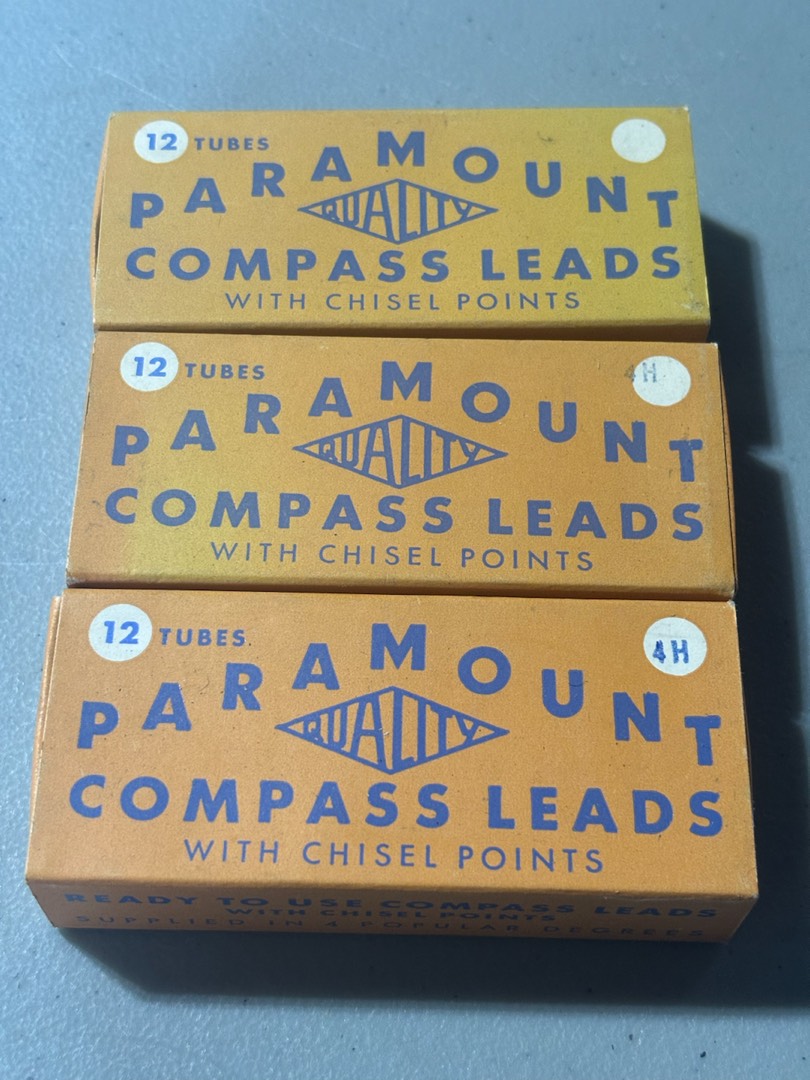 12 TUBES
PARAMOUNT
QUALITY
COMPASS LEADS
WITH CHISEL POINTS
12 TUBES
4H
PARAMOUNT
QUALITY
COMPASS LEADS
WITH CHISEL POINTS
12 TUBES
4H
PARAMOUNT
QUALITY
COMPASS LEADS
WITH CHISEL POINTS
READY TO USE COMPASS LEADS
WITH CHISEL POINTS
SUPPLIED IN 4 POPULAR DEGREES